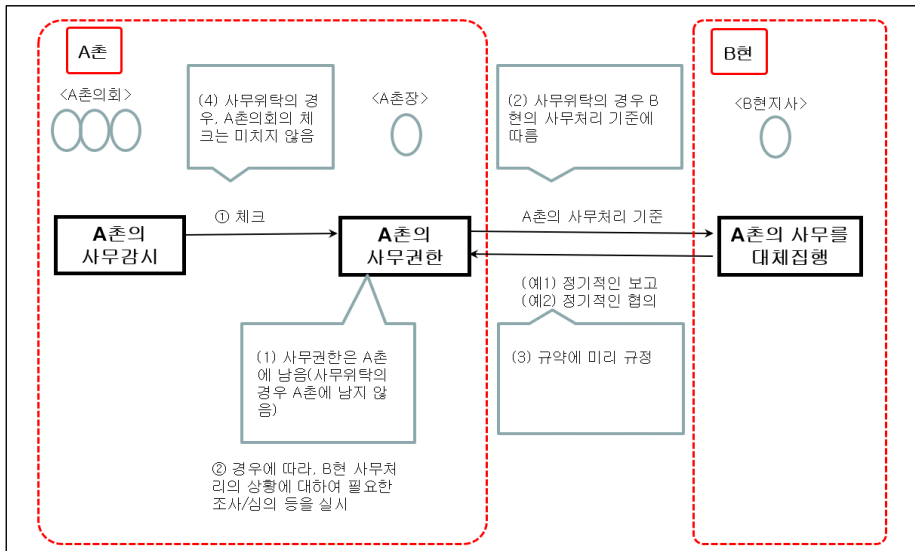 A촌
B현
<A촌의회>
(4) 사무위탁의 경
우, A촌의회의 체
크는 미치지 않음
<A촌장>
(2) 사무위탁의 경우 B
현의 사무처리 기준에
따름
<B현지사>
① 체크
A촌의 사무처리 기준
A촌의
사무감시
A촌의
사무권한
A촌의 사무를
대체집행
(예1) 정기적인 보고
(예2) 정기적인 협의
(1) 사무권한은 A촌
에 남음(사무위탁의
경우 A촌에 남지 않
음)
(3) 규약에 미리 규정
② 경우에 따라, B현 사무처
리의 상황에 대하여 필요한
조사/심의 등을 실시